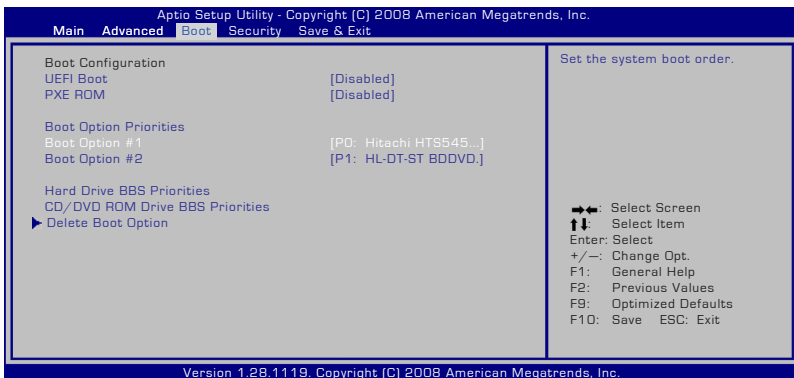 Aptio Setup Utility - Copyright (C) 2008 American Megatrends, Inc.
Main Advanced Boot Security Save & Exit
Boot Configuration
UEFI Boot [Disabled]
PXE ROM [Disabled]
Boot Option Priorities
Boot Option #1 [P0: Hitachi HTS545...]
Boot Option #2 [P1: HL-DT-ST BDDVD.]
Hard Drive BBS Priorities
CD/DVD ROM Drive BBS Priorities
Delete Boot Option
Set the system boot order.
➡⬅: Select Screen
⬆⬇: Select Item
Enter: Select
+/—: Change Opt.
F1: General Help
F2: Previous Values
F9: Optimized Defaults
F10: Save ESC: Exit
Version 1.28.1119. Copyright (C) 2008 American Megatrends, Inc.